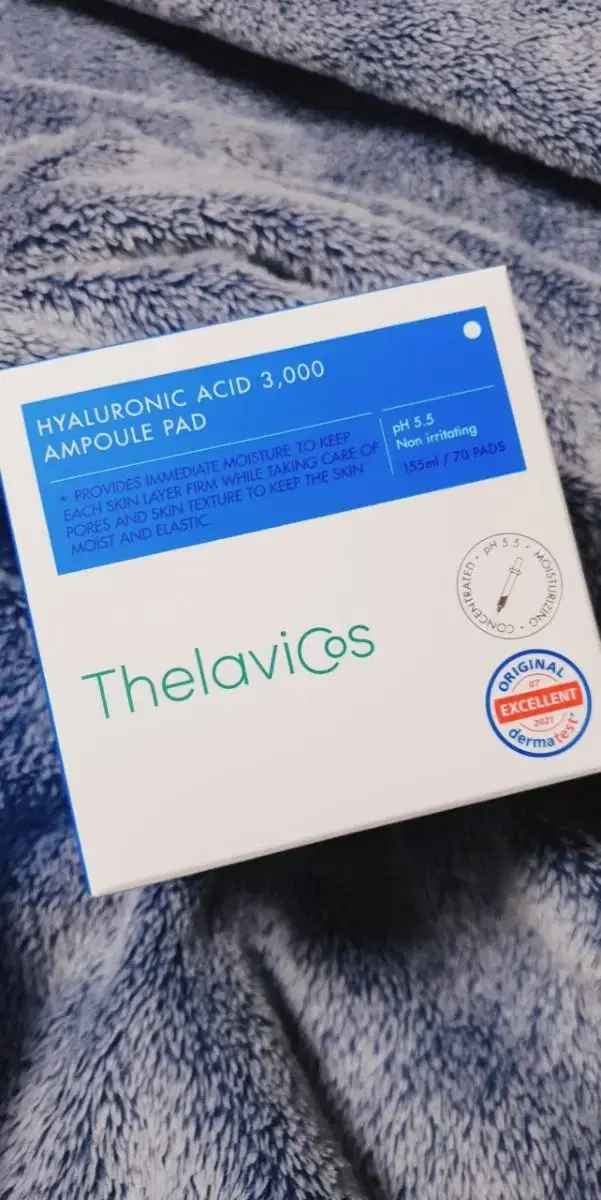 HYALURONIC ACID 3,000
AMPOULE PAD
* PROVIDES IMMEDIATE MOISTURE TO KEEP
EACH SKIN LAYER FIRM WHILE TAKING CARE OF
PORES AND SKIN TEXTURE TO KEEP THE SKIN
MOIST AND ELASTIC
pH 5.5
Non irritating
155ml / 70 PADS
• pH 5.5 • MOISTURIZING • CONCENTRATED
ThelaviCos
ORIGINAL
07
EXCELLENT
2021
dermatest